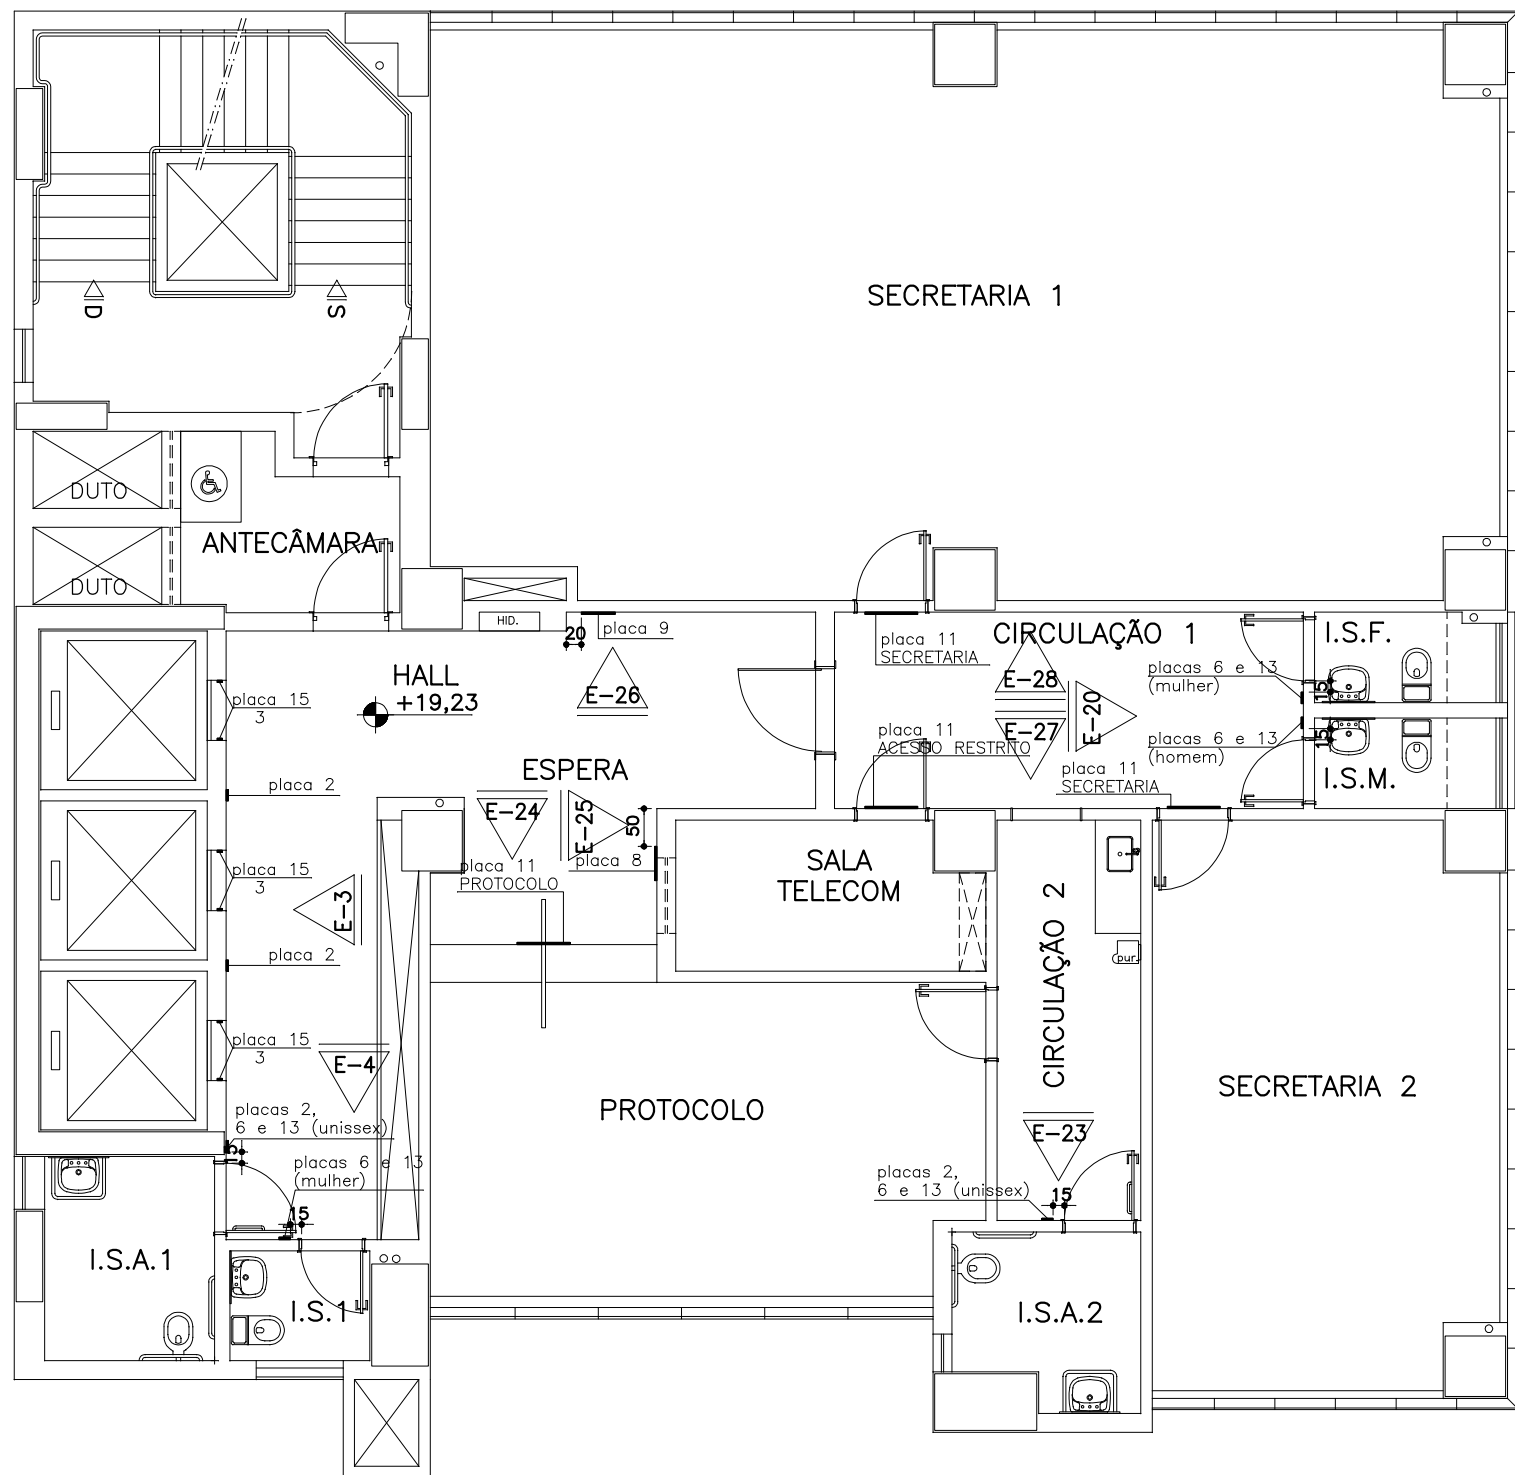 SECRETARIA 1
D
S
DUTO
ANTECÂMARA
DUTO
HID.
20
placa 9
placa 11
SECRETARIA
CIRCULAÇÃO 1
I.S.F.
HALL
+19,23
E-26
E-28
placas 6 e 13
(mulher)
15
placa 15
3
E-20
E-27
placa 11
ACESSO RESTRITO
placas 6 e 13
(homem)
15
placa 2
ESPERA
placa 11
SECRETARIA
I.S.M.
E-24
E-25
50
placa 8
placa 11
PROTOCOLO
SALA
TELECOM
placa 15
3
E-3
CIRCULAÇÃO 2
pur.
placa 2
placa 15
3
E-4
PROTOCOLO
SECRETARIA 2
placas 2,
6 e 13 (unissex)
15
E-23
placas 6 e 13
(mulher)
15
placas 2,
6 e 13 (unissex)
15
I.S.A.1
I.S.1
I.S.A.2